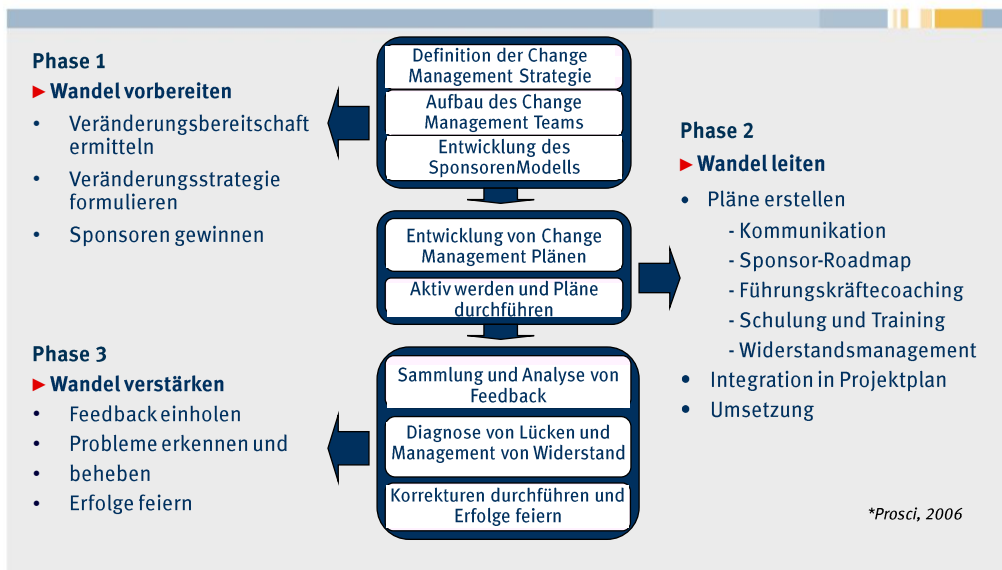 Phase 1
Wandel vorbereiten
• Veränderungsbereitschaft
ermitteln
• Veränderungsstrategie
formulieren
• Sponsoren gewinnen
Definition der Change
Management Strategie
Aufbau des Change
Management Teams
Entwicklung des
SponsorenModells
Entwicklung von Change
Management Plänen
Aktiv werden und Pläne
durchführen
Phase 2
Wandel leiten
• Pläne erstellen
- Kommunikation
- Sponsor-Roadmap
- Führungskräftecoaching
- Schulung und Training
- Widerstandsmanagement
• Integration in Projektplan
• Umsetzung
Phase 3
Wandel verstärken
• Feedback einholen
• Probleme erkennen und
• beheben
• Erfolge feiern
Sammlung und Analyse von
Feedback
Diagnose von Lücken und
Management von Widerstand
Korrekturen durchführen und
Erfolge feiern
*Prosci, 2006